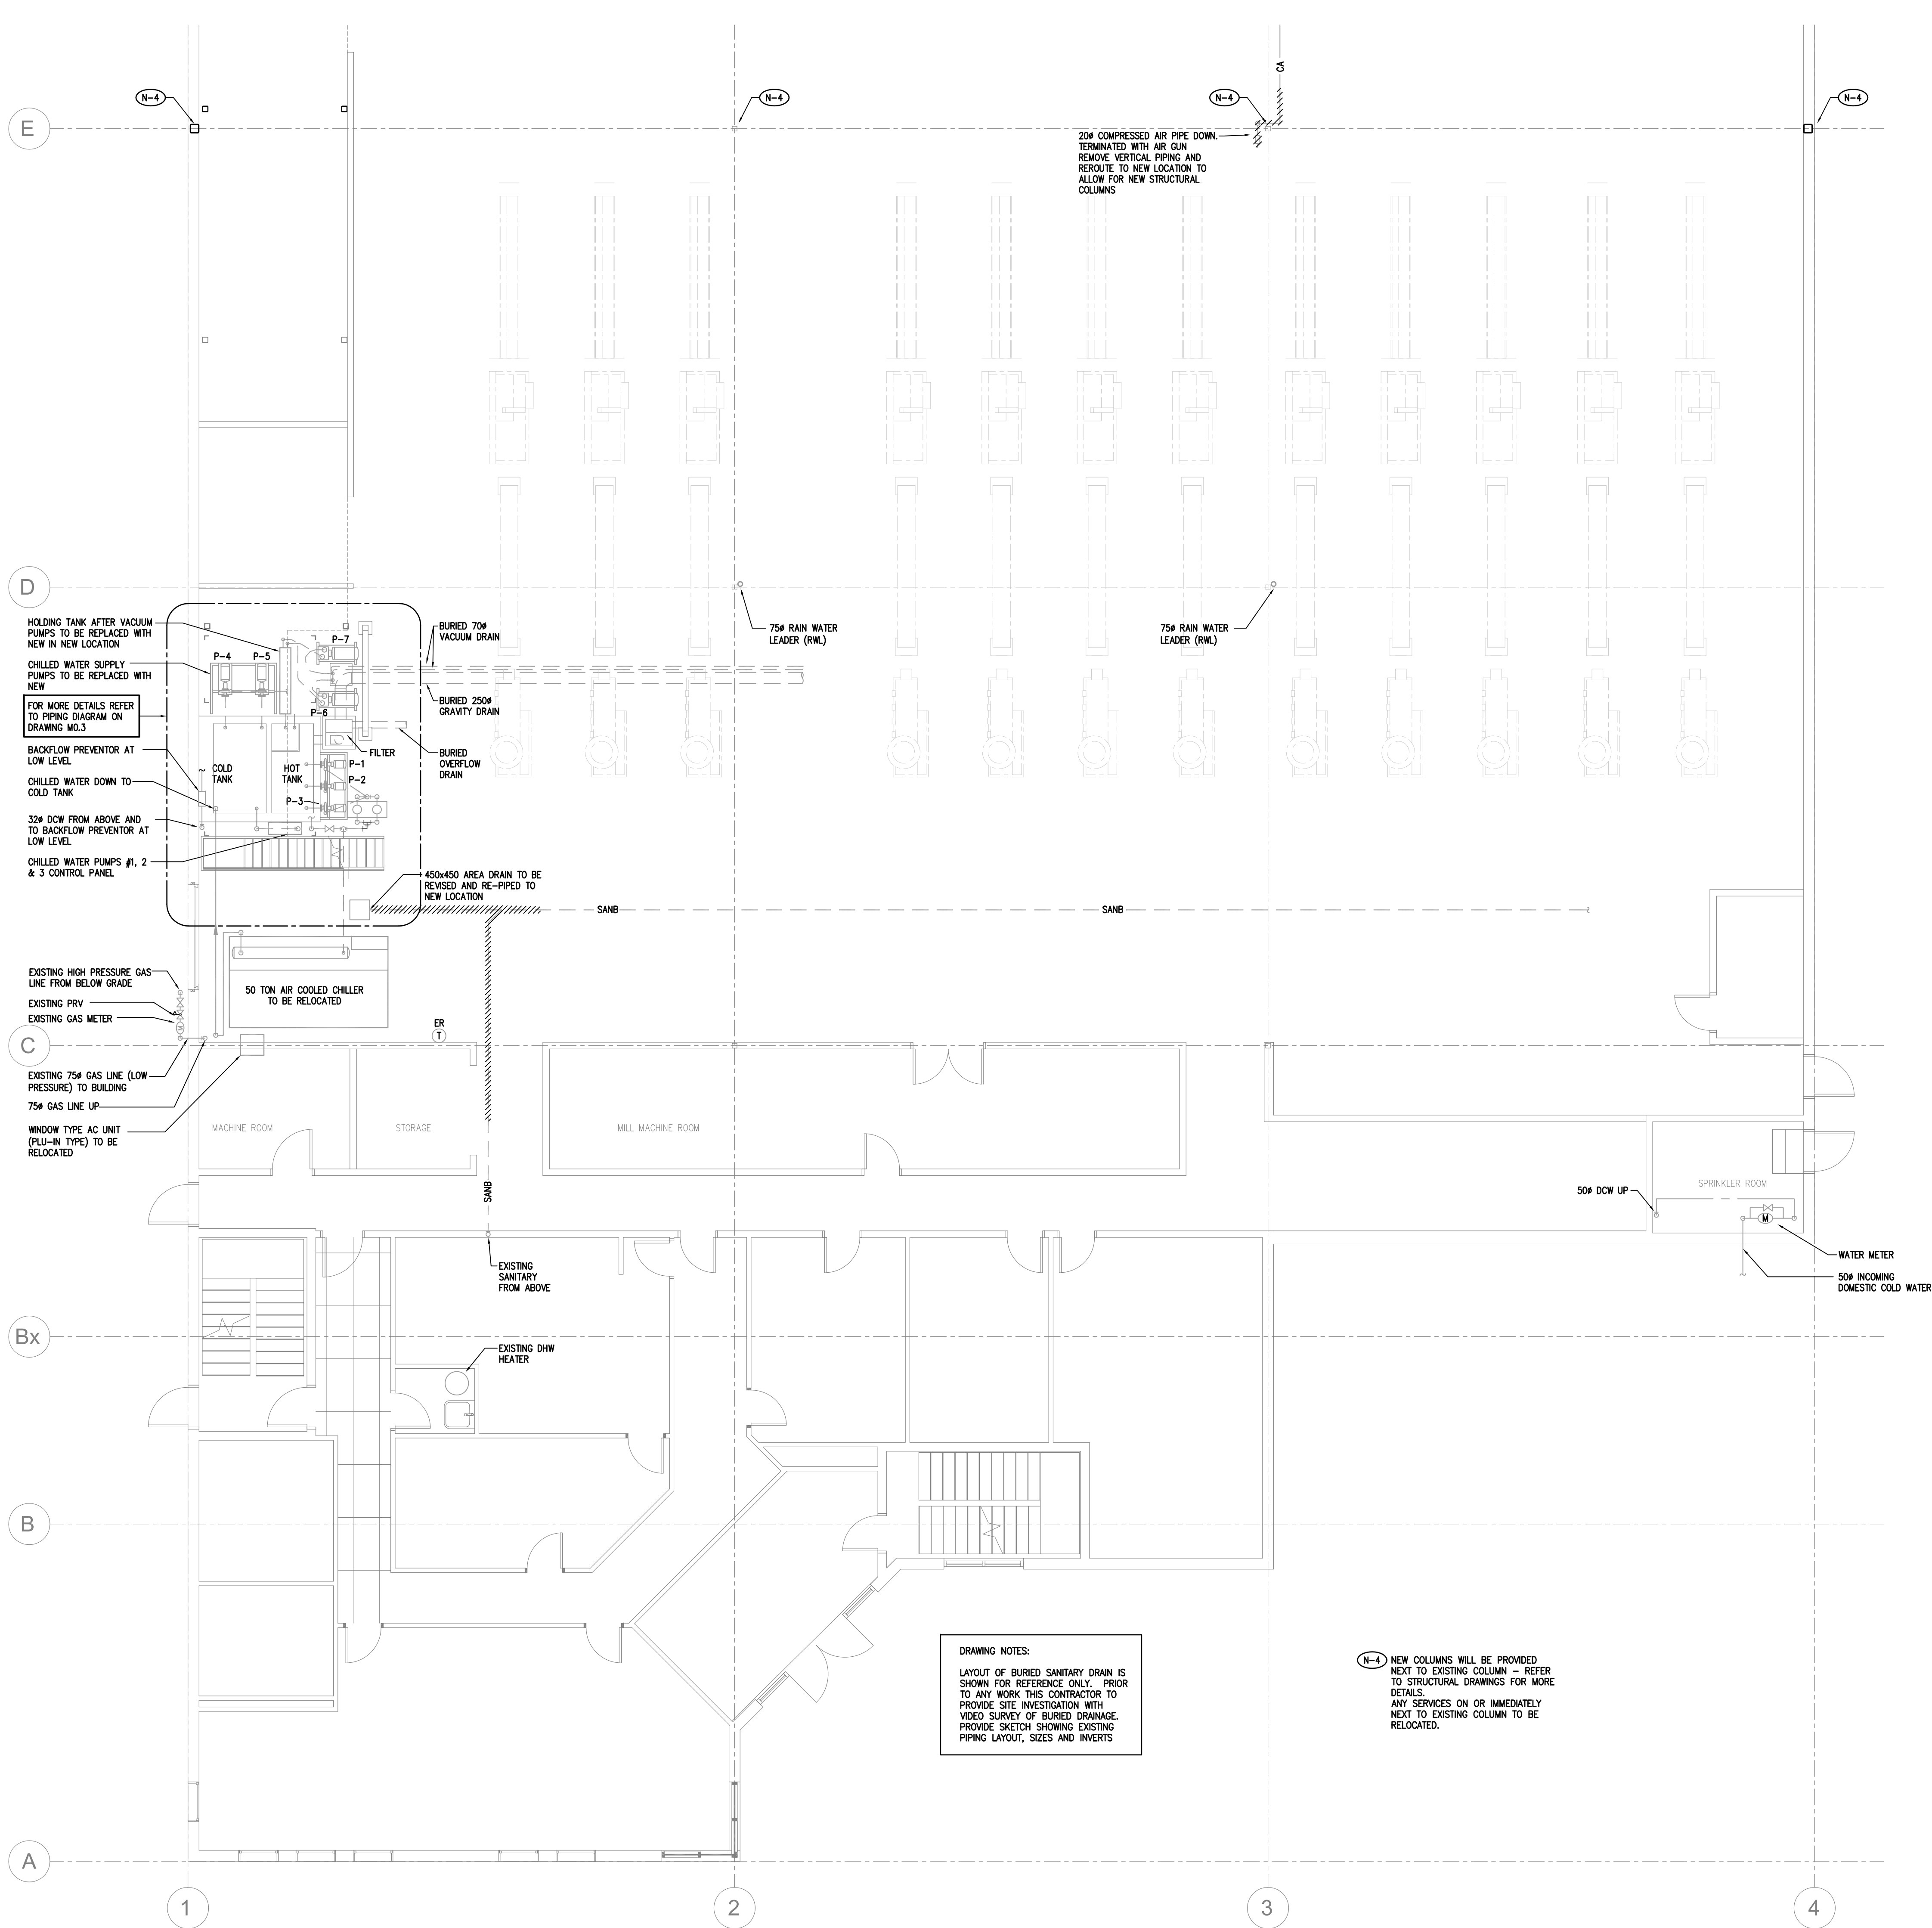 CA
N-4
N-4
N-4
N-4
E
20ø COMPRESSED AIR PIPE DOWN.
TERMINATED WITH AIR GUN
REMOVE VERTICAL PIPING AND
REROUTE TO NEW LOCATION TO
ALLOW FOR NEW STRUCTURAL
COLUMNS
D
HOLDING TANK AFTER VACUUM
PUMPS TO BE REPLACED WITH
NEW IN NEW LOCATION
CHILLED WATER SUPPLY
PUMPS TO BE REPLACED WITH
NEW
FOR MORE DETAILS REFER
TO PIPING DIAGRAM ON
DRAWING M0.3
BACKFLOW PREVENTOR AT
LOW LEVEL
CHILLED WATER DOWN TO
COLD TANK
32ø DCW FROM ABOVE AND
TO BACKFLOW PREVENTOR AT
LOW LEVEL
CHILLED WATER PUMPS #1, 2
& 3 CONTROL PANEL
P-4
P-5
P-7
P-6
COLD
TANK
HOT
TANK
P-1
P-2
P-3
FILTER
BURIED 70ø
VACUUM DRAIN
BURIED 250ø
GRAVITY DRAIN
BURIED
OVERFLOW
DRAIN
75ø RAIN WATER
LEADER (RWL)
75ø RAIN WATER
LEADER (RWL)
450x450 AREA DRAIN TO BE
REVISED AND RE-PIPED TO
NEW LOCATION
SANB
SANB
EXISTING HIGH PRESSURE GAS
LINE FROM BELOW GRADE
EXISTING PRV
EXISTING GAS METER
M
50 TON AIR COOLED CHILLER
TO BE RELOCATED
ER
T
C
EXISTING 75ø GAS LINE (LOW
PRESSURE) TO BUILDING
75ø GAS LINE UP
WINDOW TYPE AC UNIT
(PLU-IN TYPE) TO BE
RELOCATED
MACHINE ROOM
STORAGE
MILL MACHINE ROOM
SANB
SPRINKLER ROOM
50ø DCW UP
M
WATER METER
50ø INCOMING
DOMESTIC COLD WATER
EXISTING
SANITARY
FROM ABOVE
Bx
EXISTING DHW
HEATER
B
DRAWING NOTES:
LAYOUT OF BURIED SANITARY DRAIN IS
SHOWN FOR REFERENCE ONLY. PRIOR
TO ANY WORK THIS CONTRACTOR TO
PROVIDE SITE INVESTIGATION WITH
VIDEO SURVEY OF BURIED DRAINAGE.
PROVIDE SKETCH SHOWING EXISTING
PIPING LAYOUT, SIZES AND INVERTS
N-4 NEW COLUMNS WILL BE PROVIDED
NEXT TO EXISTING COLUMN - REFER
TO STRUCTURAL DRAWINGS FOR MORE
DETAILS.
ANY SERVICES ON OR IMMEDIATELY
NEXT TO EXISTING COLUMN TO BE
RELOCATED.
A
1
2
3
4